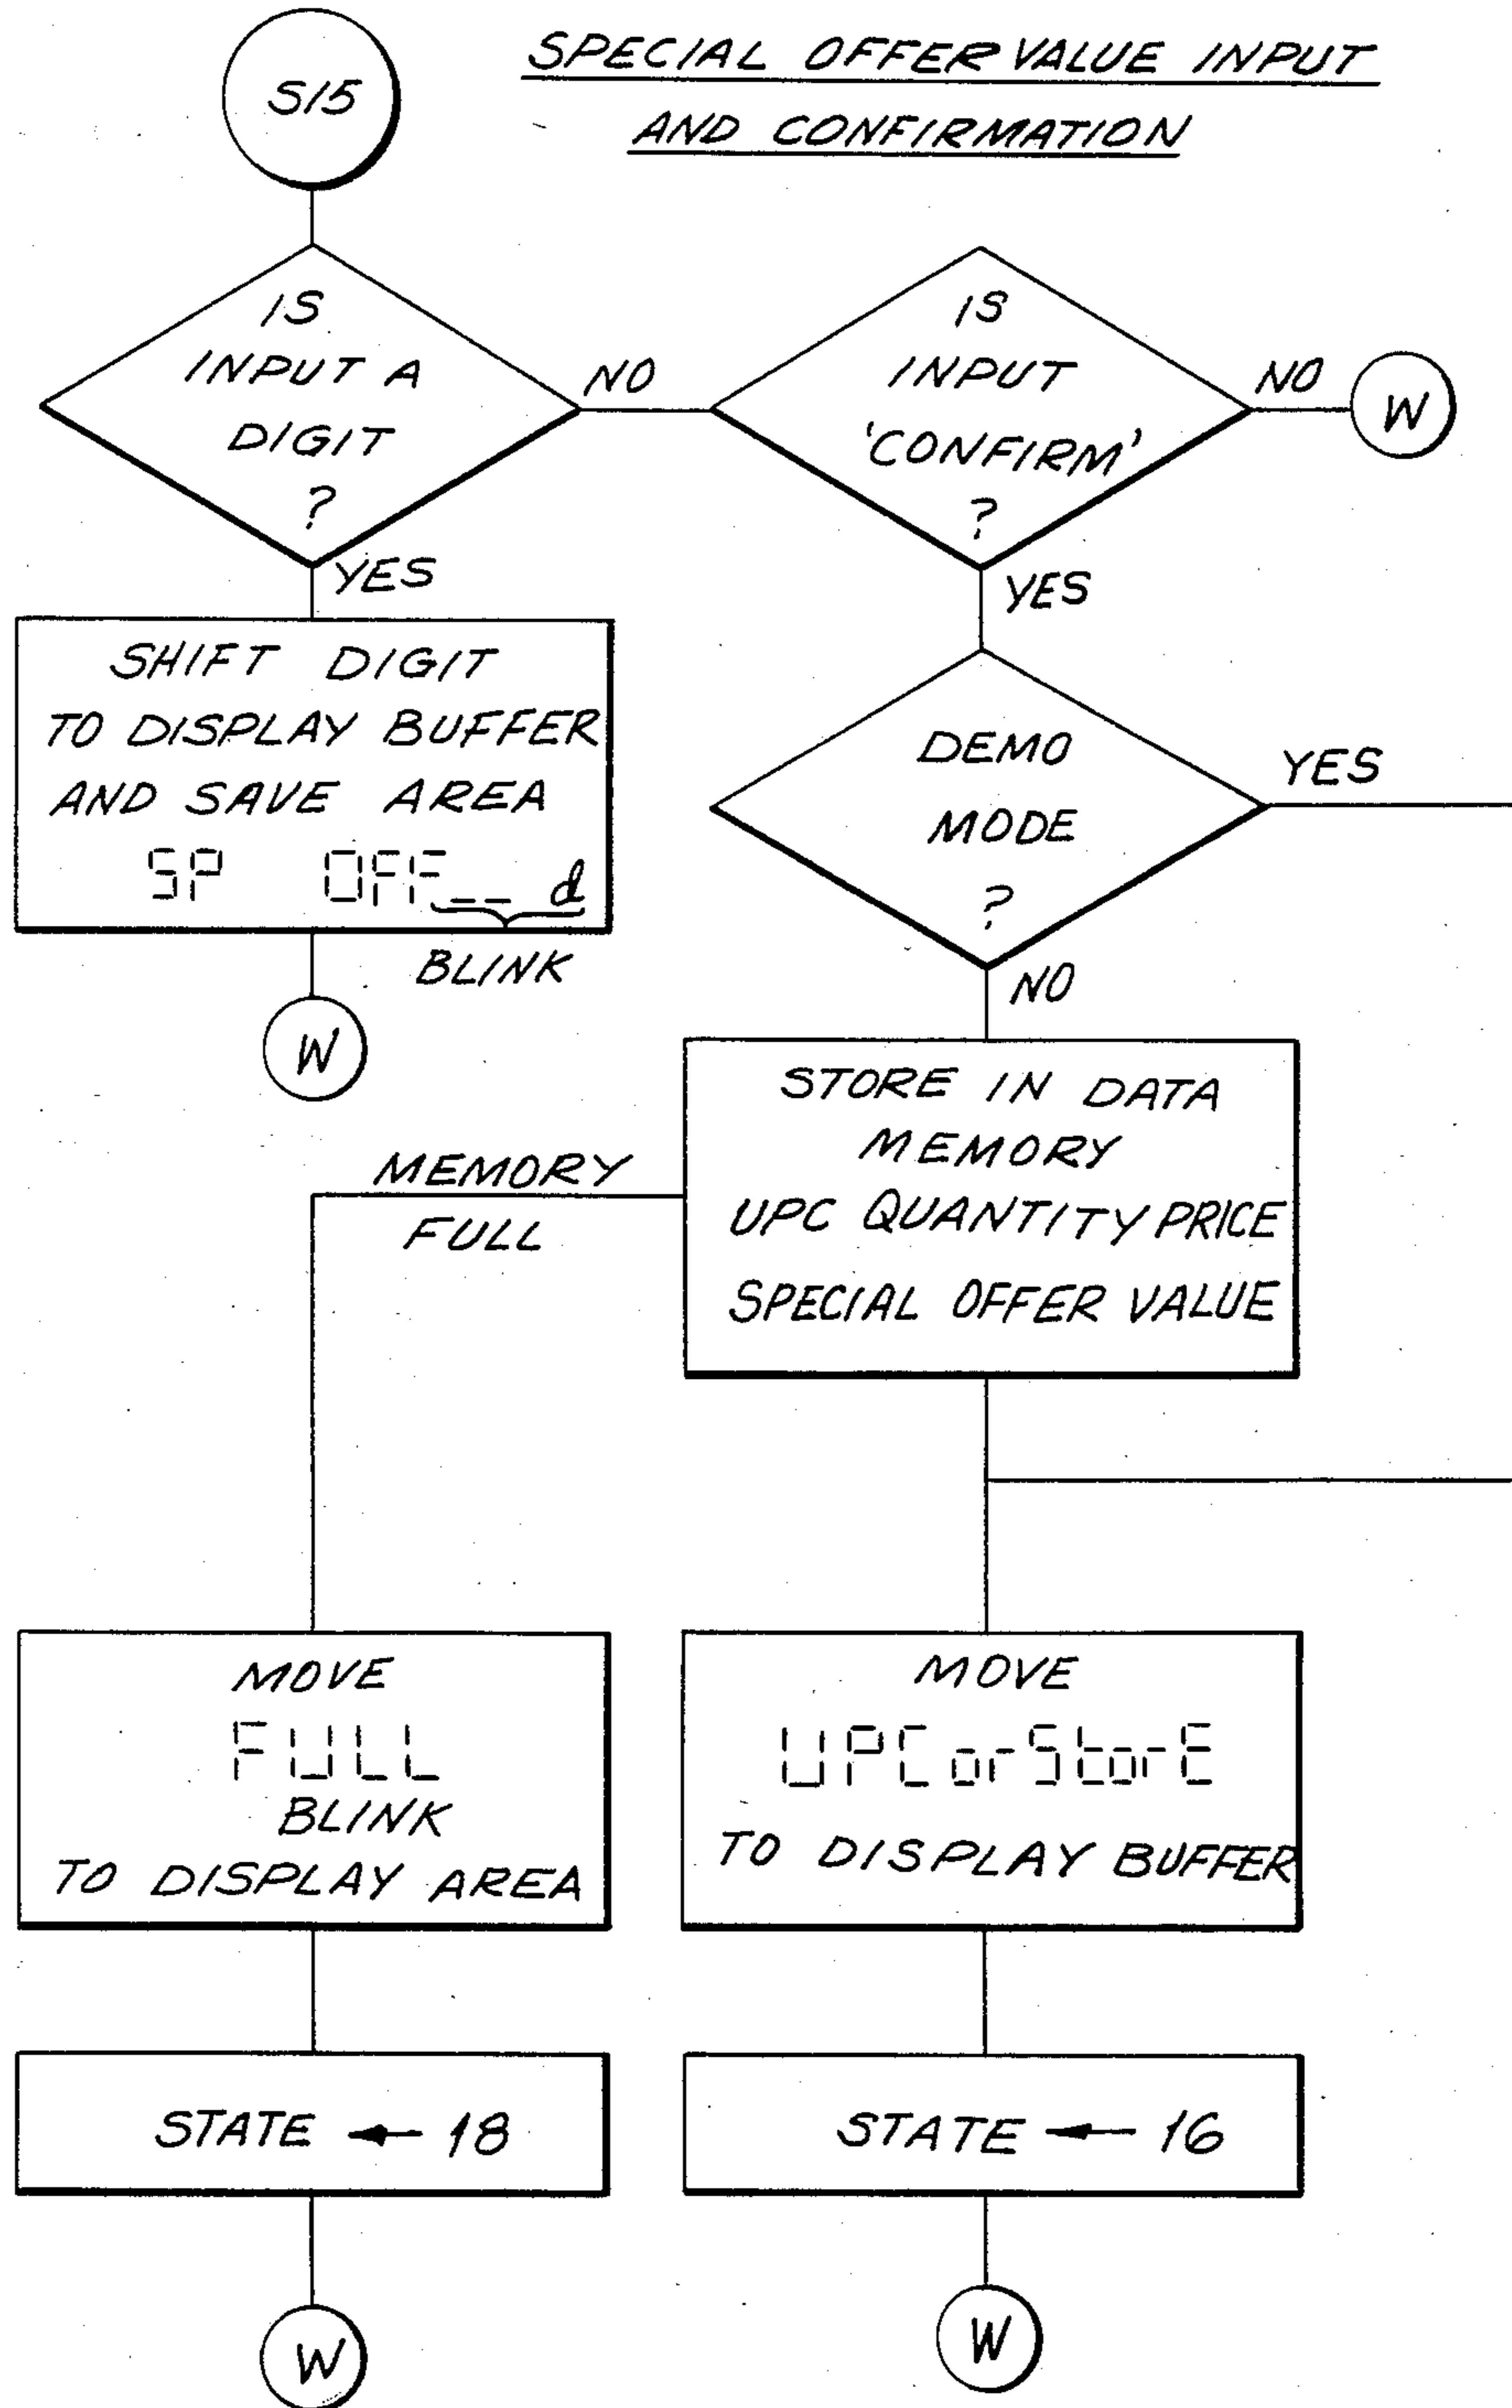 S15
SPECIAL OFFER VALUE INPUT
AND CONFIRMATION
IS
INPUT A
DIGIT
?
NO
YES
IS
INPUT
'CONFIRM'
?
NO
W
YES
SHIFT DIGIT
TO DISPLAY BUFFER
AND SAVE AREA
SP OFF__ d
BLINK
W
DEMO
MODE
?
YES
NO
STORE IN DATA
MEMORY
UPC QUANTITY PRICE
SPECIAL OFFER VALUE
MEMORY
FULL
MOVE
FULL
BLINK
TO DISPLAY AREA
STATE ← 18
W
MOVE
UPCorStorE
TO DISPLAY BUFFER
STATE ← 16
W